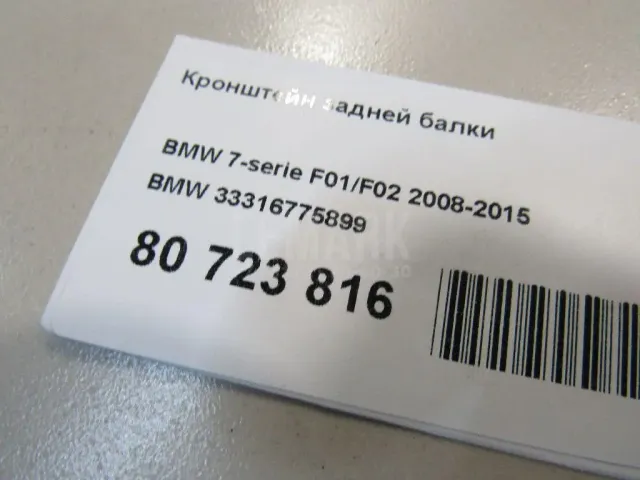 Кронштейн задней балки
BMW 7-serie F01/F02 2008-2015
BMW 33316775899
80 723 816